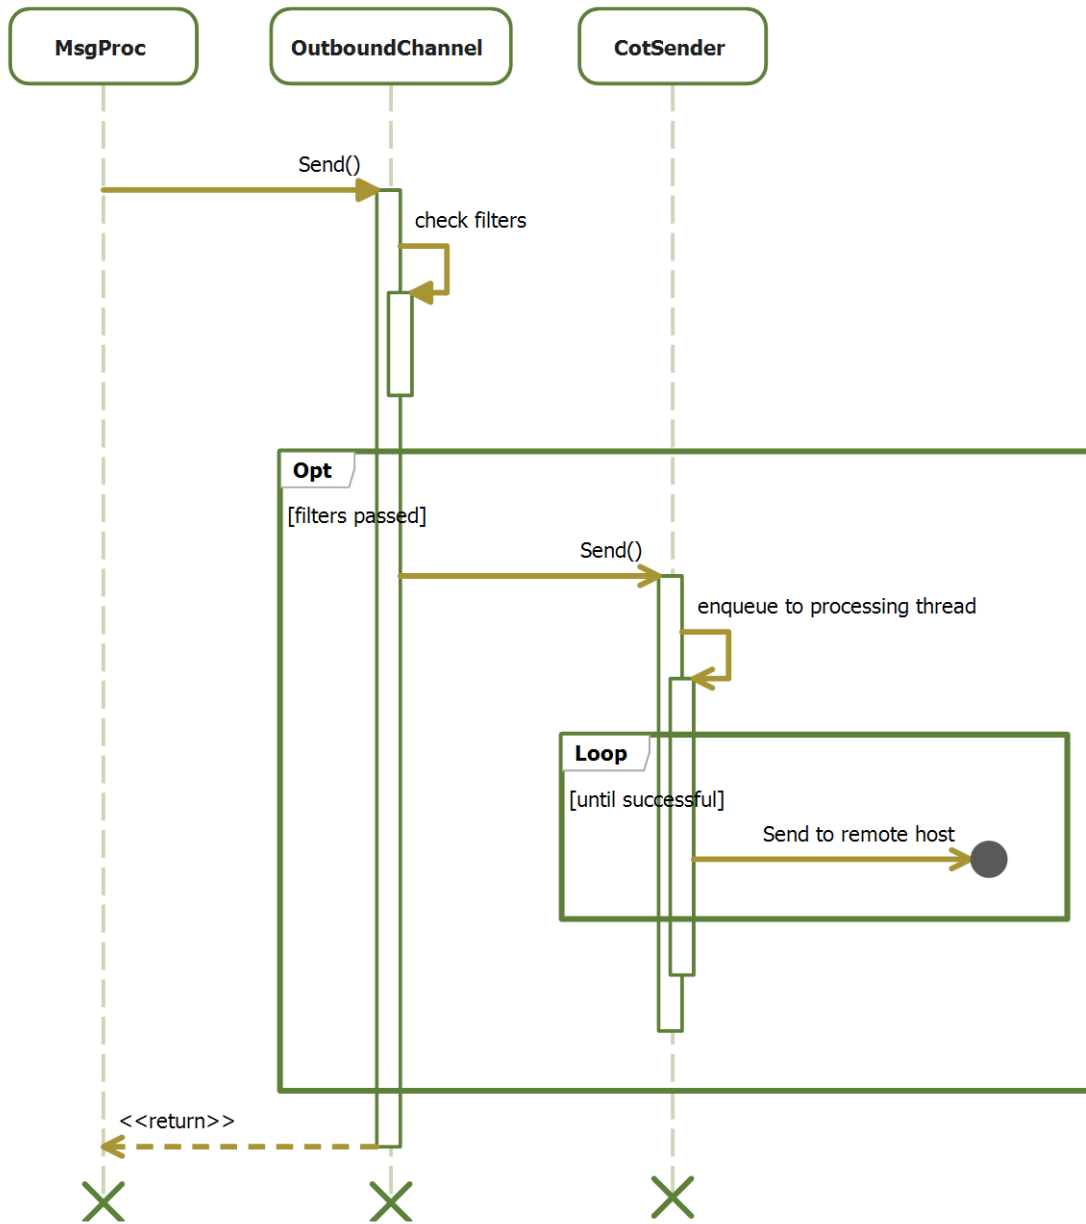 MsgProc
OutboundChannel
CotSender
Send()
check filters
Opt
[filters passed]
Send()
enqueue to processing thread
Loop
[until successful]
Send to remote host
<<return>>